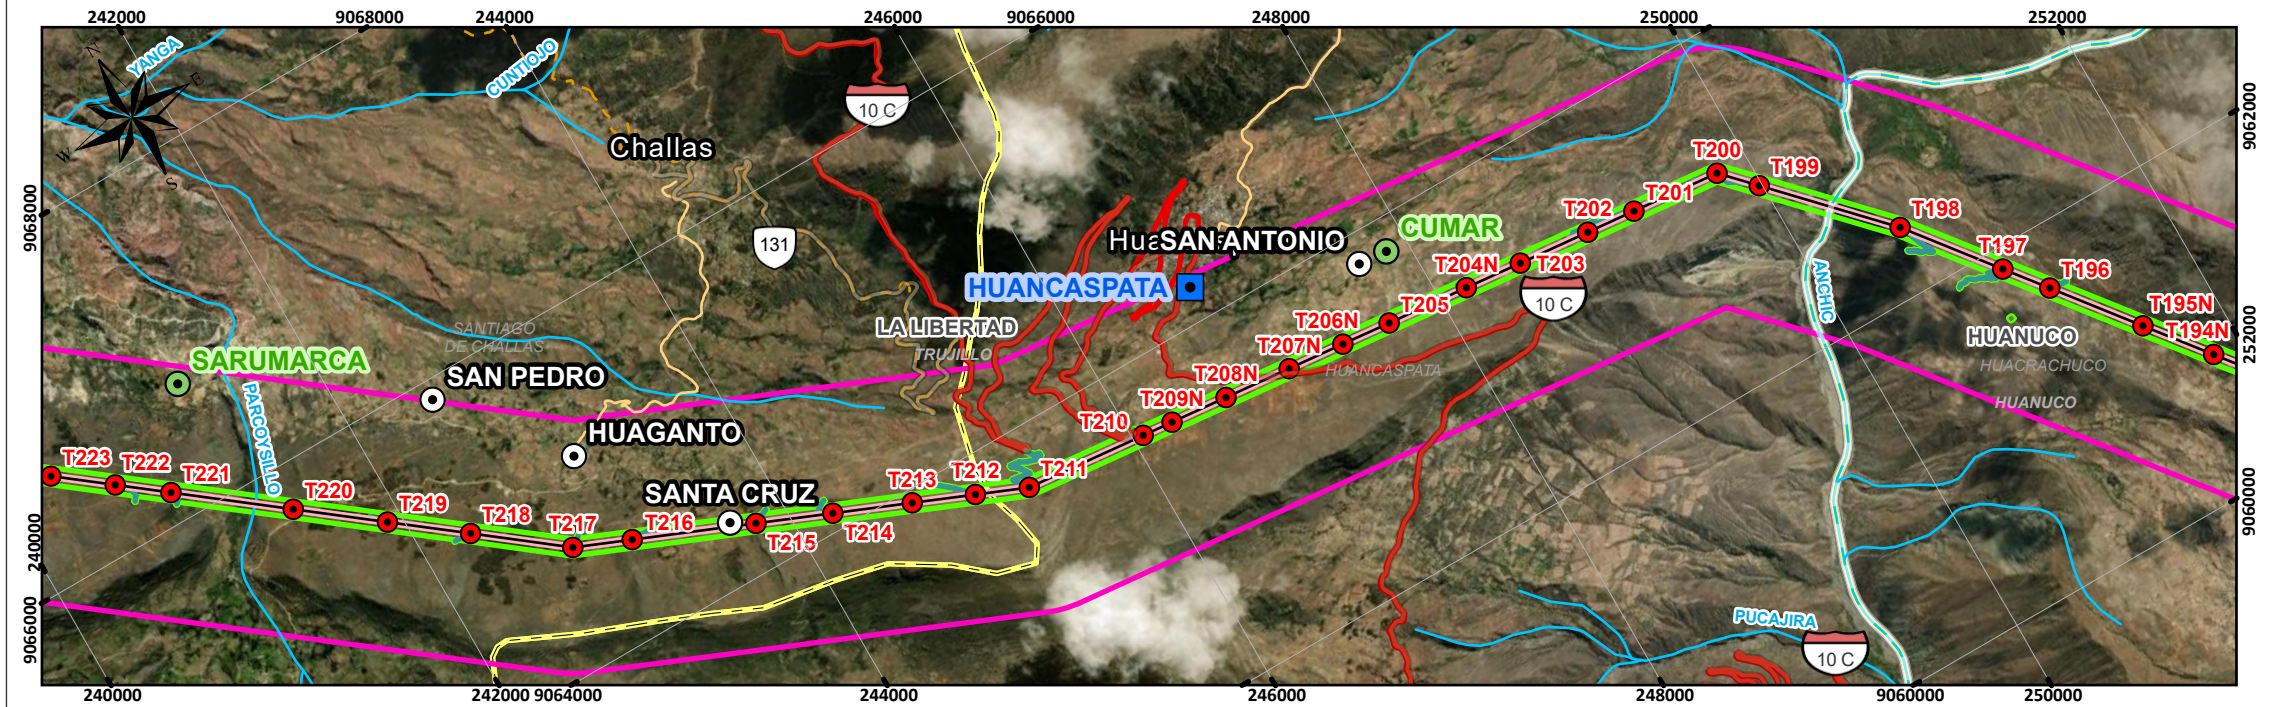 242000
9068000
244000
246000
9066000
248000
250000
252000
N
E
W
S
YANGA
CUNTIOJO
10 C
Challas
131
9068000
9062000
T200
T199
T201
T202
T198
CUMAR
Hua
SAN ANTONIO
T197
T203
T204N
T196
HUANCASPATA
10 C
ANCHIC
T205
T195N
T206N
T194N
LA LIBERTAD
TRUJILLO
SANTIAGO
DE CHALLAS
HUANUCO
HUACRACHUCO
HUANUCO
252000
T207N
HUANCASPATA
SARUMARCA
SAN PEDRO
T208N
T209N
T210
PARCOYSILLO
HUAGANTO
T223
T222
T221
T220
T219
T218
T217
T216
SANTA CRUZ
T215
T214
T213
T212
T211
240000
9066000
9060000
PUCAJIRA
10 C
240000
242000
9064000
244000
246000
248000
9060000
250000